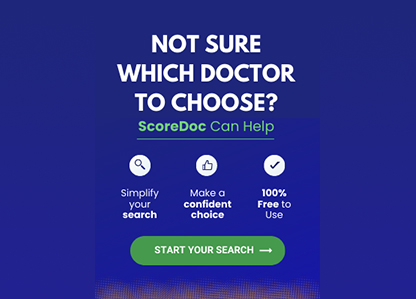 NOT SURE
WHICH DOCTOR
TO CHOOSE?
ScoreDoc Can Help
Simplify
your
search
Make a
confident
choice
100%
Free to
Use
START YOUR SEARCH